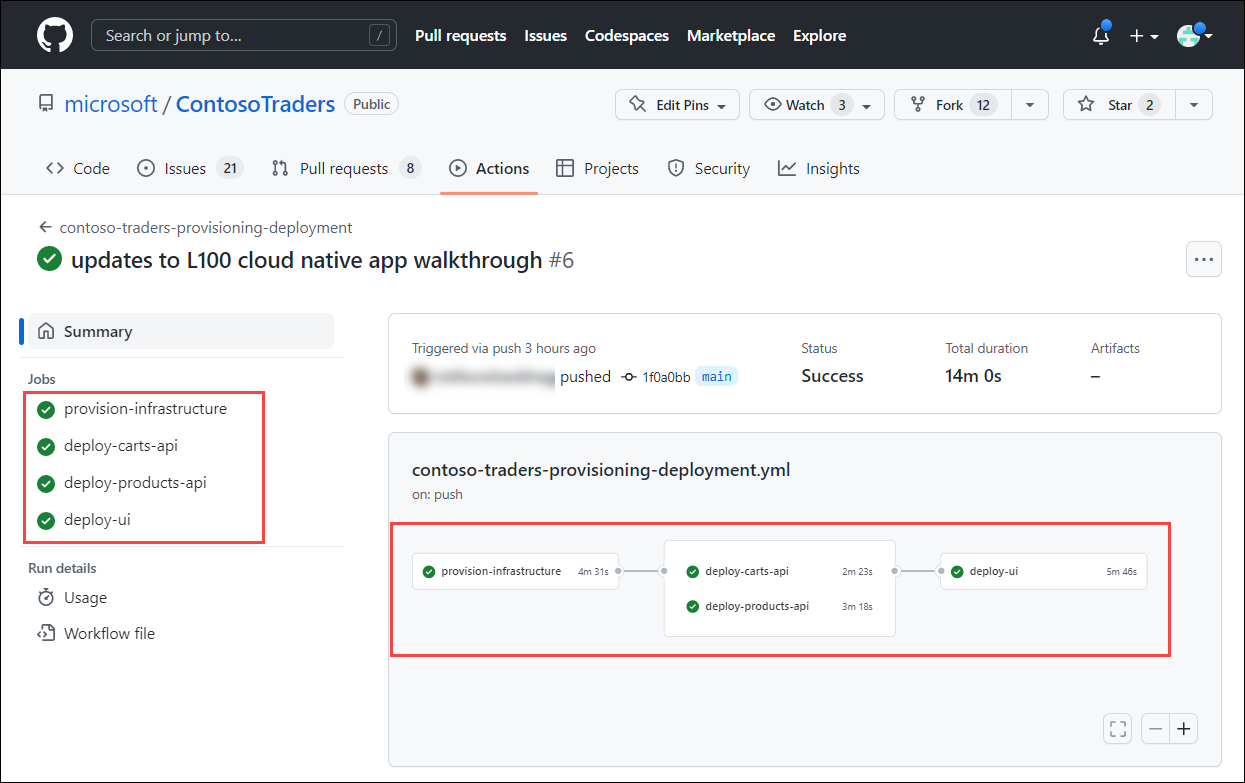 Search or jump to... /
Pull requests Issues Codespaces Marketplace Explore
microsoft / ContosoTraders Public
Edit Pins Watch 3 Fork 12 Star 2
Code Issues 21 Pull requests 8 Actions Projects Security Insights
contoso-traders-provisioning-deployment
updates to L100 cloud native app walkthrough #6
Summary
Jobs
provision-infrastructure
deploy-carts-api
deploy-products-api
deploy-ui
Run details
Usage
Workflow file
Triggered via push 3 hours ago
pushed 1f0a0bb main
Status
Success
Total duration
14m 0s
Artifacts
–
contoso-traders-provisioning-deployment.yml
on: push
provision-infrastructure 4m 31s
deploy-carts-api 2m 23s
deploy-products-api 3m 18s
deploy-ui 5m 46s